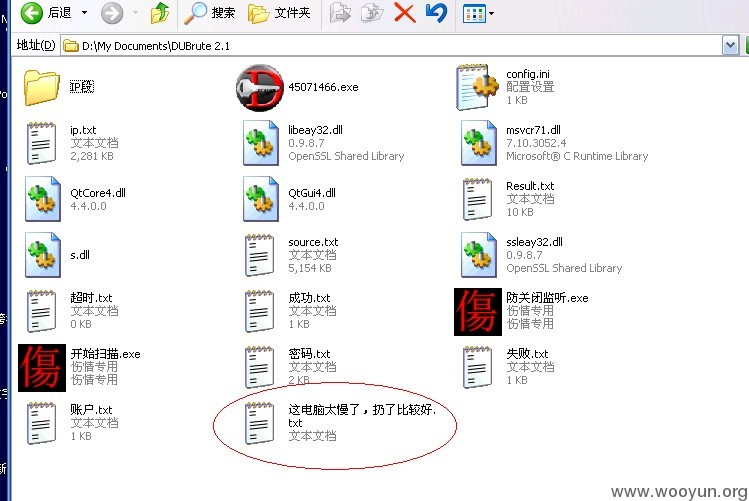 后退
搜索
文件夹
地址(D)
D:\My Documents\DUBrute 2.1
IP段
45071466.exe
config.ini
配置设置
1 KB
ip.txt
文本文档
2,281 KB
libeay32.dll
0.9.8.7
OpenSSL Shared Library
msvcr71.dll
7.10.3052.4
Microsoft® C Runtime Library
QtCore4.dll
4.4.0.0
QtGui4.dll
4.4.0.0
Result.txt
文本文档
10 KB
s.dll
source.txt
文本文档
5,154 KB
ssleay32.dll
0.9.8.7
OpenSSL Shared Library
超时.txt
文本文档
0 KB
成功.txt
文本文档
1 KB
傷
防关闭监听.exe
伤情专用
伤情专用
傷
开始扫描.exe
伤情专用
伤情专用
密码.txt
文本文档
2 KB
失败.txt
文本文档
1 KB
账户.txt
文本文档
1 KB
这电脑太慢了，扔了比较好.
txt
文本文档
www.wooyun.org